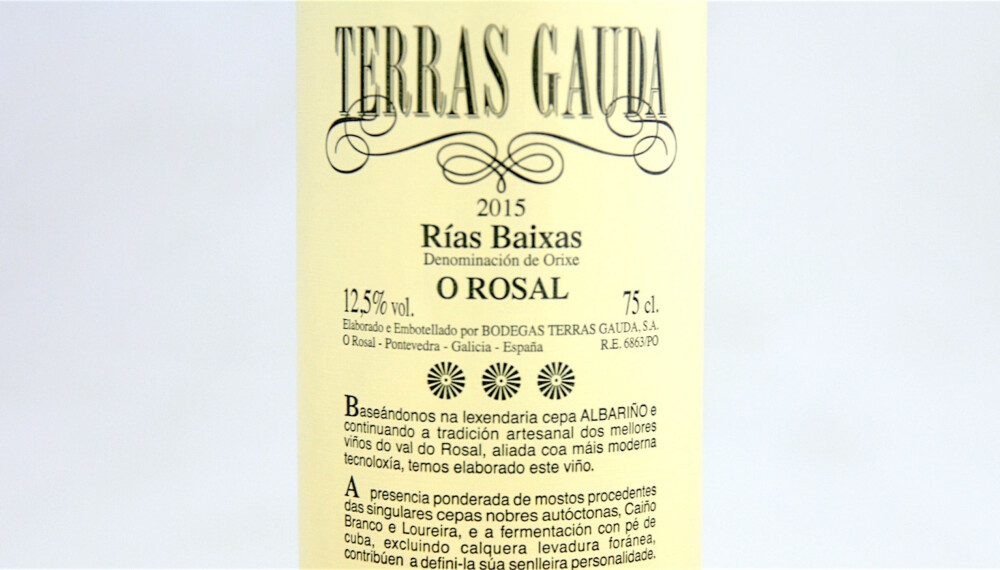 TERRAS GAUDA
2015
Rías Baixas
Denominación de Orixe
O ROSAL
12,5% vol. 75 cl.
Elaborado e Embotellado por BODEGAS TERRAS GAUDA, S.A.
O Rosal - Pontevedra - Galicia - España R.E. 6863/PO
Baseándonos na lexendaria cepa ALBARIÑO e
continuando a tradición artesanal dos mellores
viños do val do Rosal, aliada coa máis moderna
tecnoloxía, temos elaborado este viño.
A presencia ponderada de mostos procedentes
das singulares cepas nobres autóctonas, Caiño
Branco e Loureira, e a fermentación con pé de
cuba, excluindo calquera levadura foránea,
contribúen a defini-la súa senlleira personalidade.